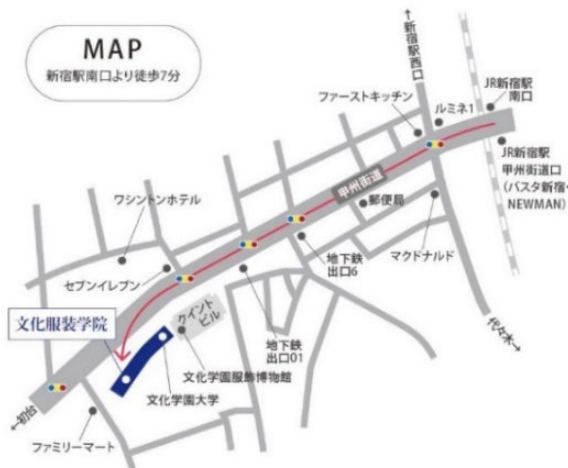 MAP
新宿駅南口より徒歩7分
←新宿駅西口
JR新宿駅
南口
ルミネ1
ファーストキッチン
JR新宿駅
甲州街道口
(バスタ新宿・
NEWMAN)
甲州街道
郵便局
マクドナルド
ワシントンホテル
地下鉄
出口6
セブンイレブン
クイント
ビル
文化服装学院
地下鉄
出口01
代々木→
文化学園服飾博物館
文化学園大学
←初台
ファミリーマート